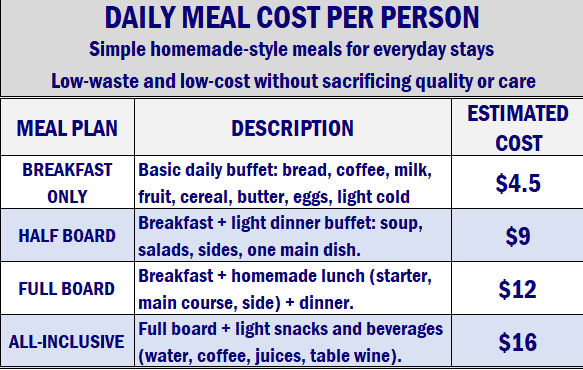 DAILY MEAL COST PER PERSON
Simple homemade-style meals for everyday stays
Low-waste and low-cost without sacrificing quality or care
MEAL PLAN
DESCRIPTION
ESTIMATED
COST
BREAKFAST
ONLY
Basic daily buffet: bread, coffee, milk,
fruit, cereal, butter, eggs, light cold
$4.5
HALF BOARD
Breakfast + light dinner buffet: soup,
salads, sides, one main dish.
$9
FULL BOARD
Breakfast + homemade lunch (starter,
main course, side) + dinner.
$12
ALL-INCLUSIVE
Full board + light snacks and beverages
(water, coffee, juices, table wine).
$16